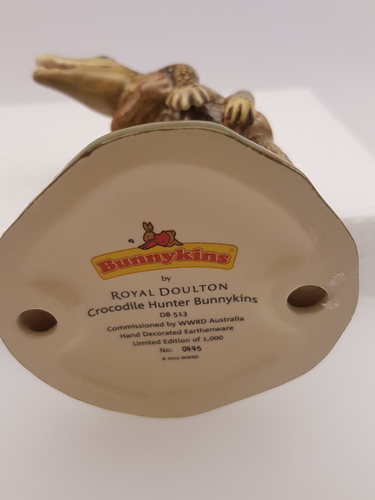 Bunnykins
by
ROYAL DOULTON
Crocodile Hunter Bunnykins
DB 513
Commissioned by WWRD Australia
Hand Decorated Earthenware
Limited Edition of 1,000
No: 0445